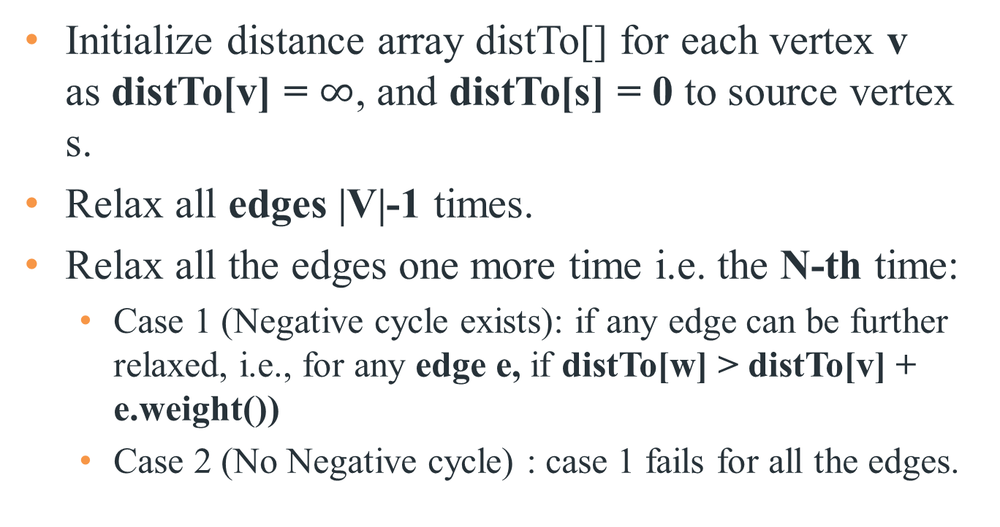 • Initialize distance array distTo[] for each vertex v
as distTo[v] = ∞, and distTo[s] = 0 to source vertex
s.
• Relax all edges |V|-1 times.
• Relax all the edges one more time i.e. the N-th time:
• Case 1 (Negative cycle exists): if any edge can be further
relaxed, i.e., for any edge e, if distTo[w] > distTo[v] +
e.weight())
• Case 2 (No Negative cycle) : case 1 fails for all the edges.